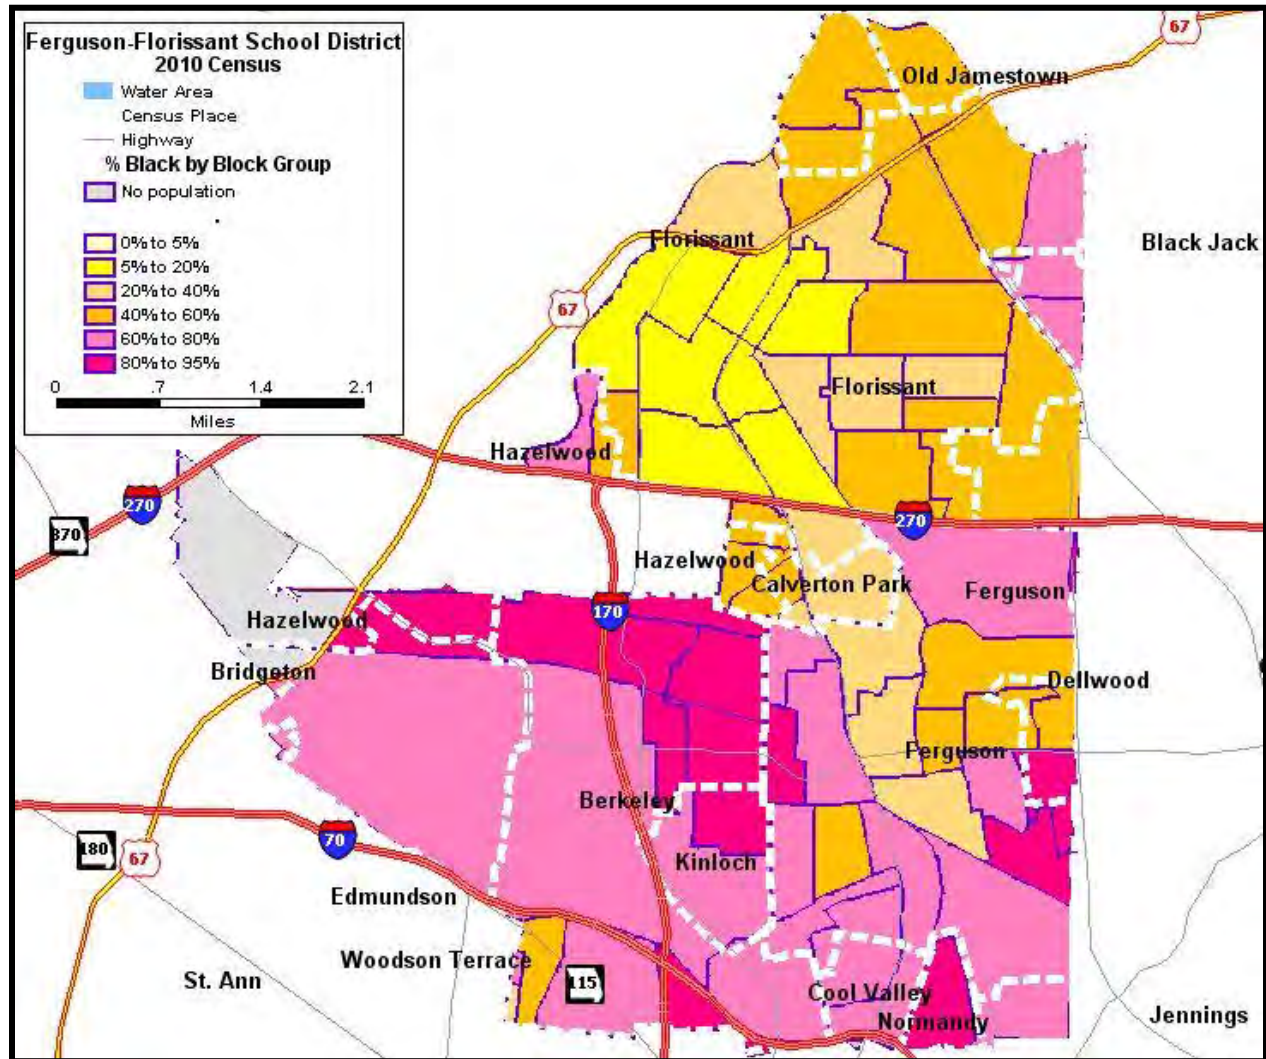 Ferguson-Florissant School District
2010 Census
Water Area
Census Place
Highway
% Black by Block Group
No population
0% to 5%
5% to 20%
20% to 40%
40% to 60%
60% to 80%
80% to 95%
0 .7 1.4 2.1
Miles
67
Old Jamestown
Black Jack
Florissant
67
Florissant
Hazelwood
270
370
270
Hazelwood
Calverton Park
Ferguson
170
Hazelwood
Bridgeton
Dellwood
Ferguson
Berkeley
70
180
67
Kinloch
Edmundson
Woodson Terrace
St. Ann
115
Cool Valley
Normandy
Jennings